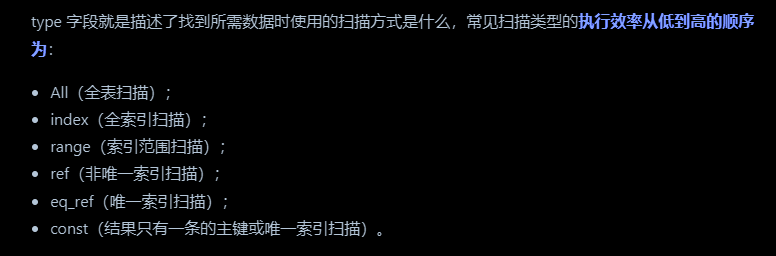 type 字段就是描述了找到所需数据时使用的扫描方式是什么，常见扫描类型的执行效率从低到高的顺序
为：
All（全表扫描）；
index（全索引扫描）；
range（索引范围扫描）；
ref（非唯一索引扫描）；
eq_ref（唯一索引扫描）；
const（结果只有一条的主键或唯一索引扫描）。